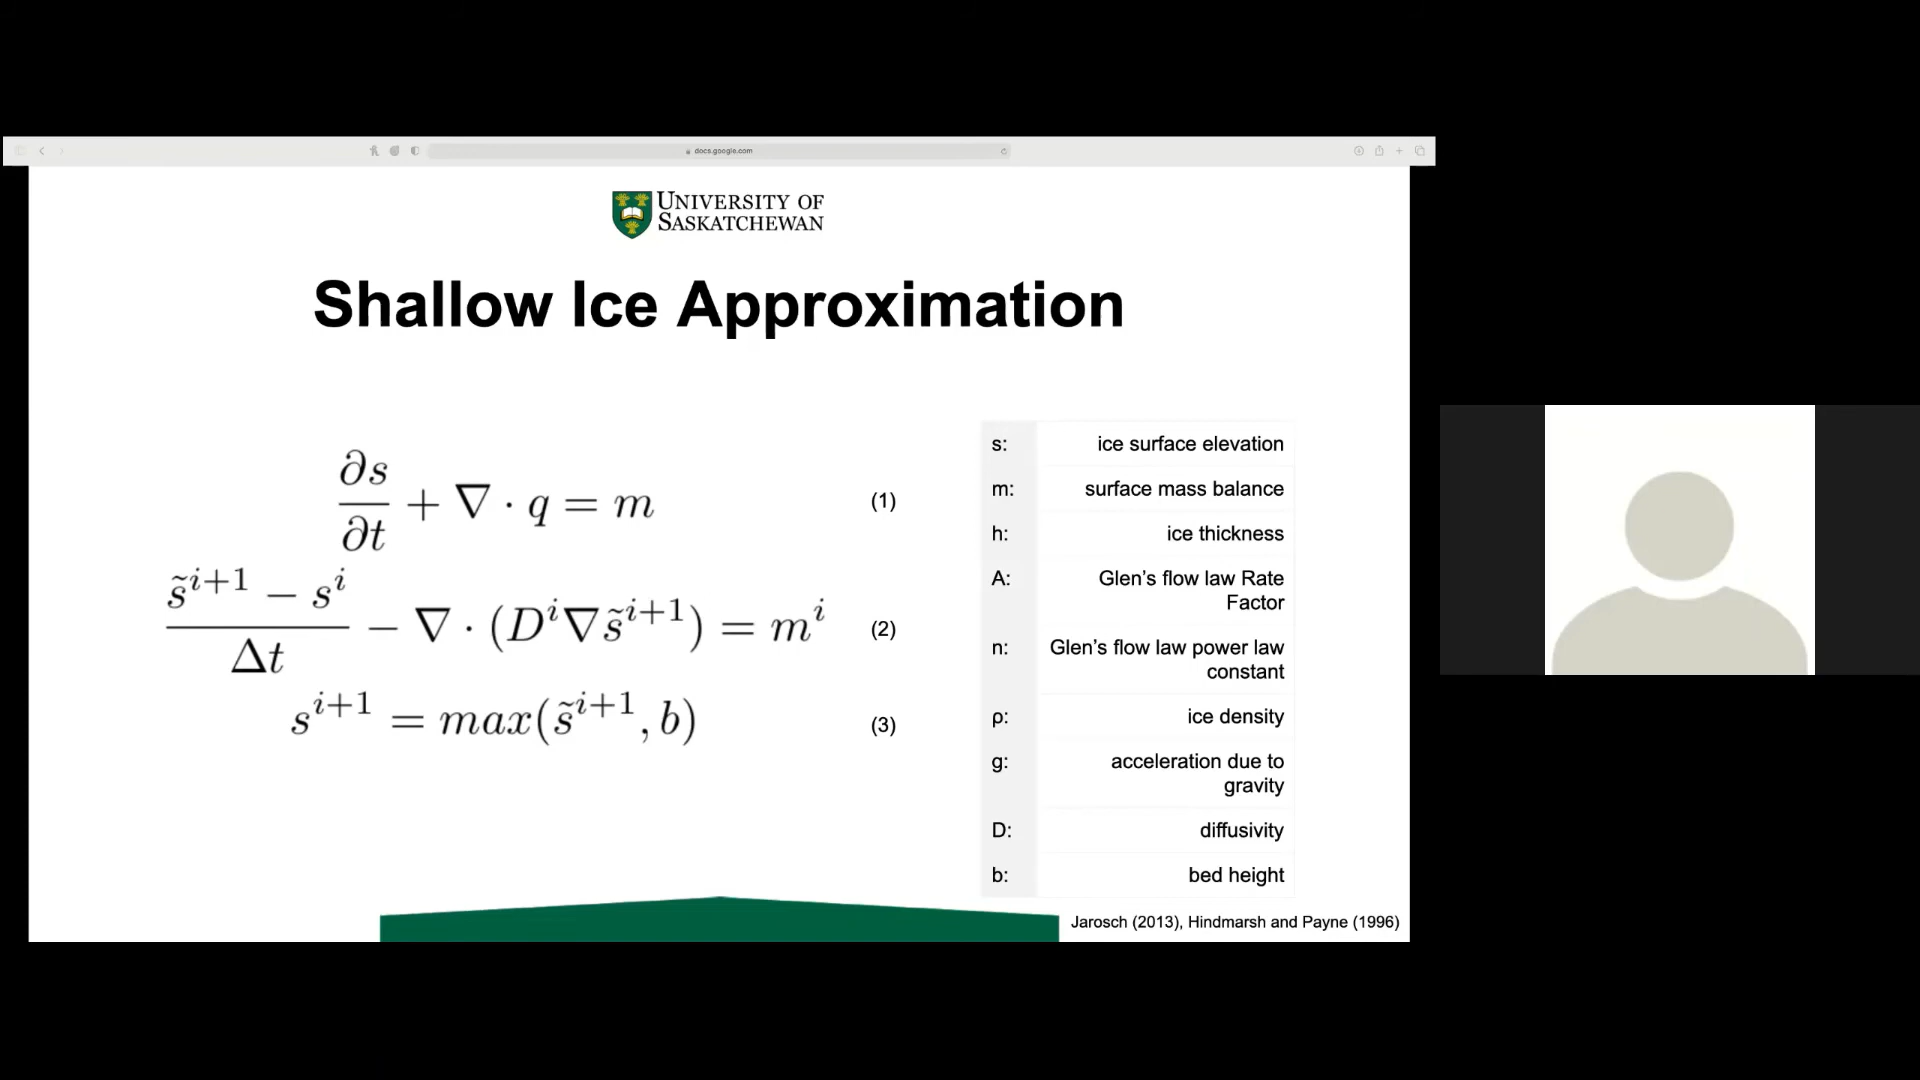 docs.google.com
UNIVERSITY OF
SASKATCHEWAN
Shallow Ice Approximation
∂s/∂t + ∇ · q = m (1)
(s̃^{i+1} − s^i)/Δt − ∇ · (D^i∇s̃^{i+1}) = m^i (2)
s^{i+1} = max(s̃^{i+1}, b) (3)
s: ice surface elevation
m: surface mass balance
h: ice thickness
A: Glen’s flow law Rate
Factor
n: Glen’s flow law power law
constant
ρ: ice density
g: acceleration due to
gravity
D: diffusivity
b: bed height
Jarosch (2013), Hindmarsh and Payne (1996)